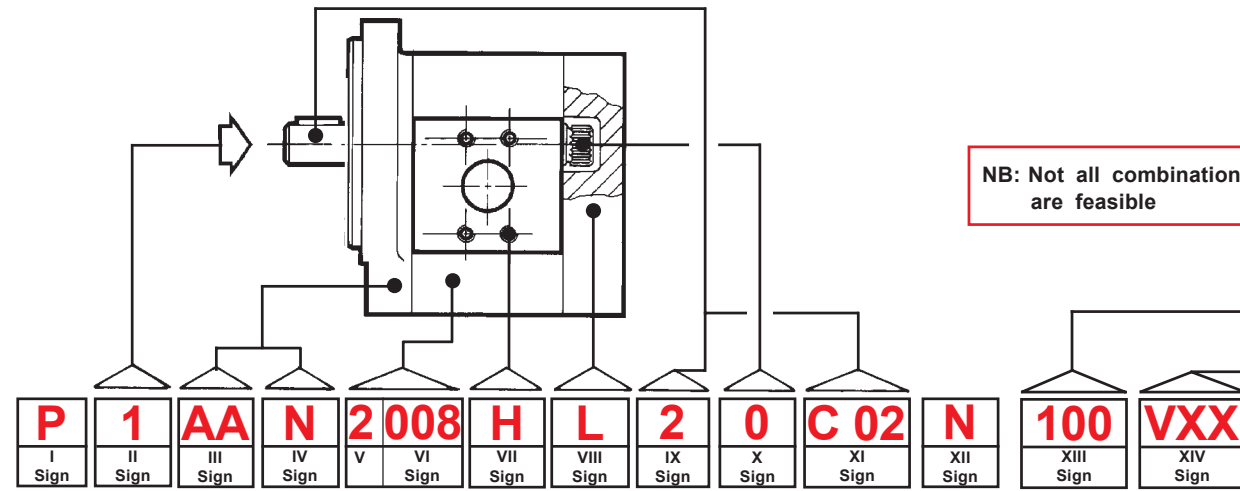 NB: Not all combination
are feasible
P 1 AA N 2 008 H L 2 0 C 02 N 100 VXX
I II III IV V VI VII VIII IX X XI XII XIII XIV
Sign Sign Sign Sign Sign Sign Sign Sign Sign Sign Sign Sign Sign